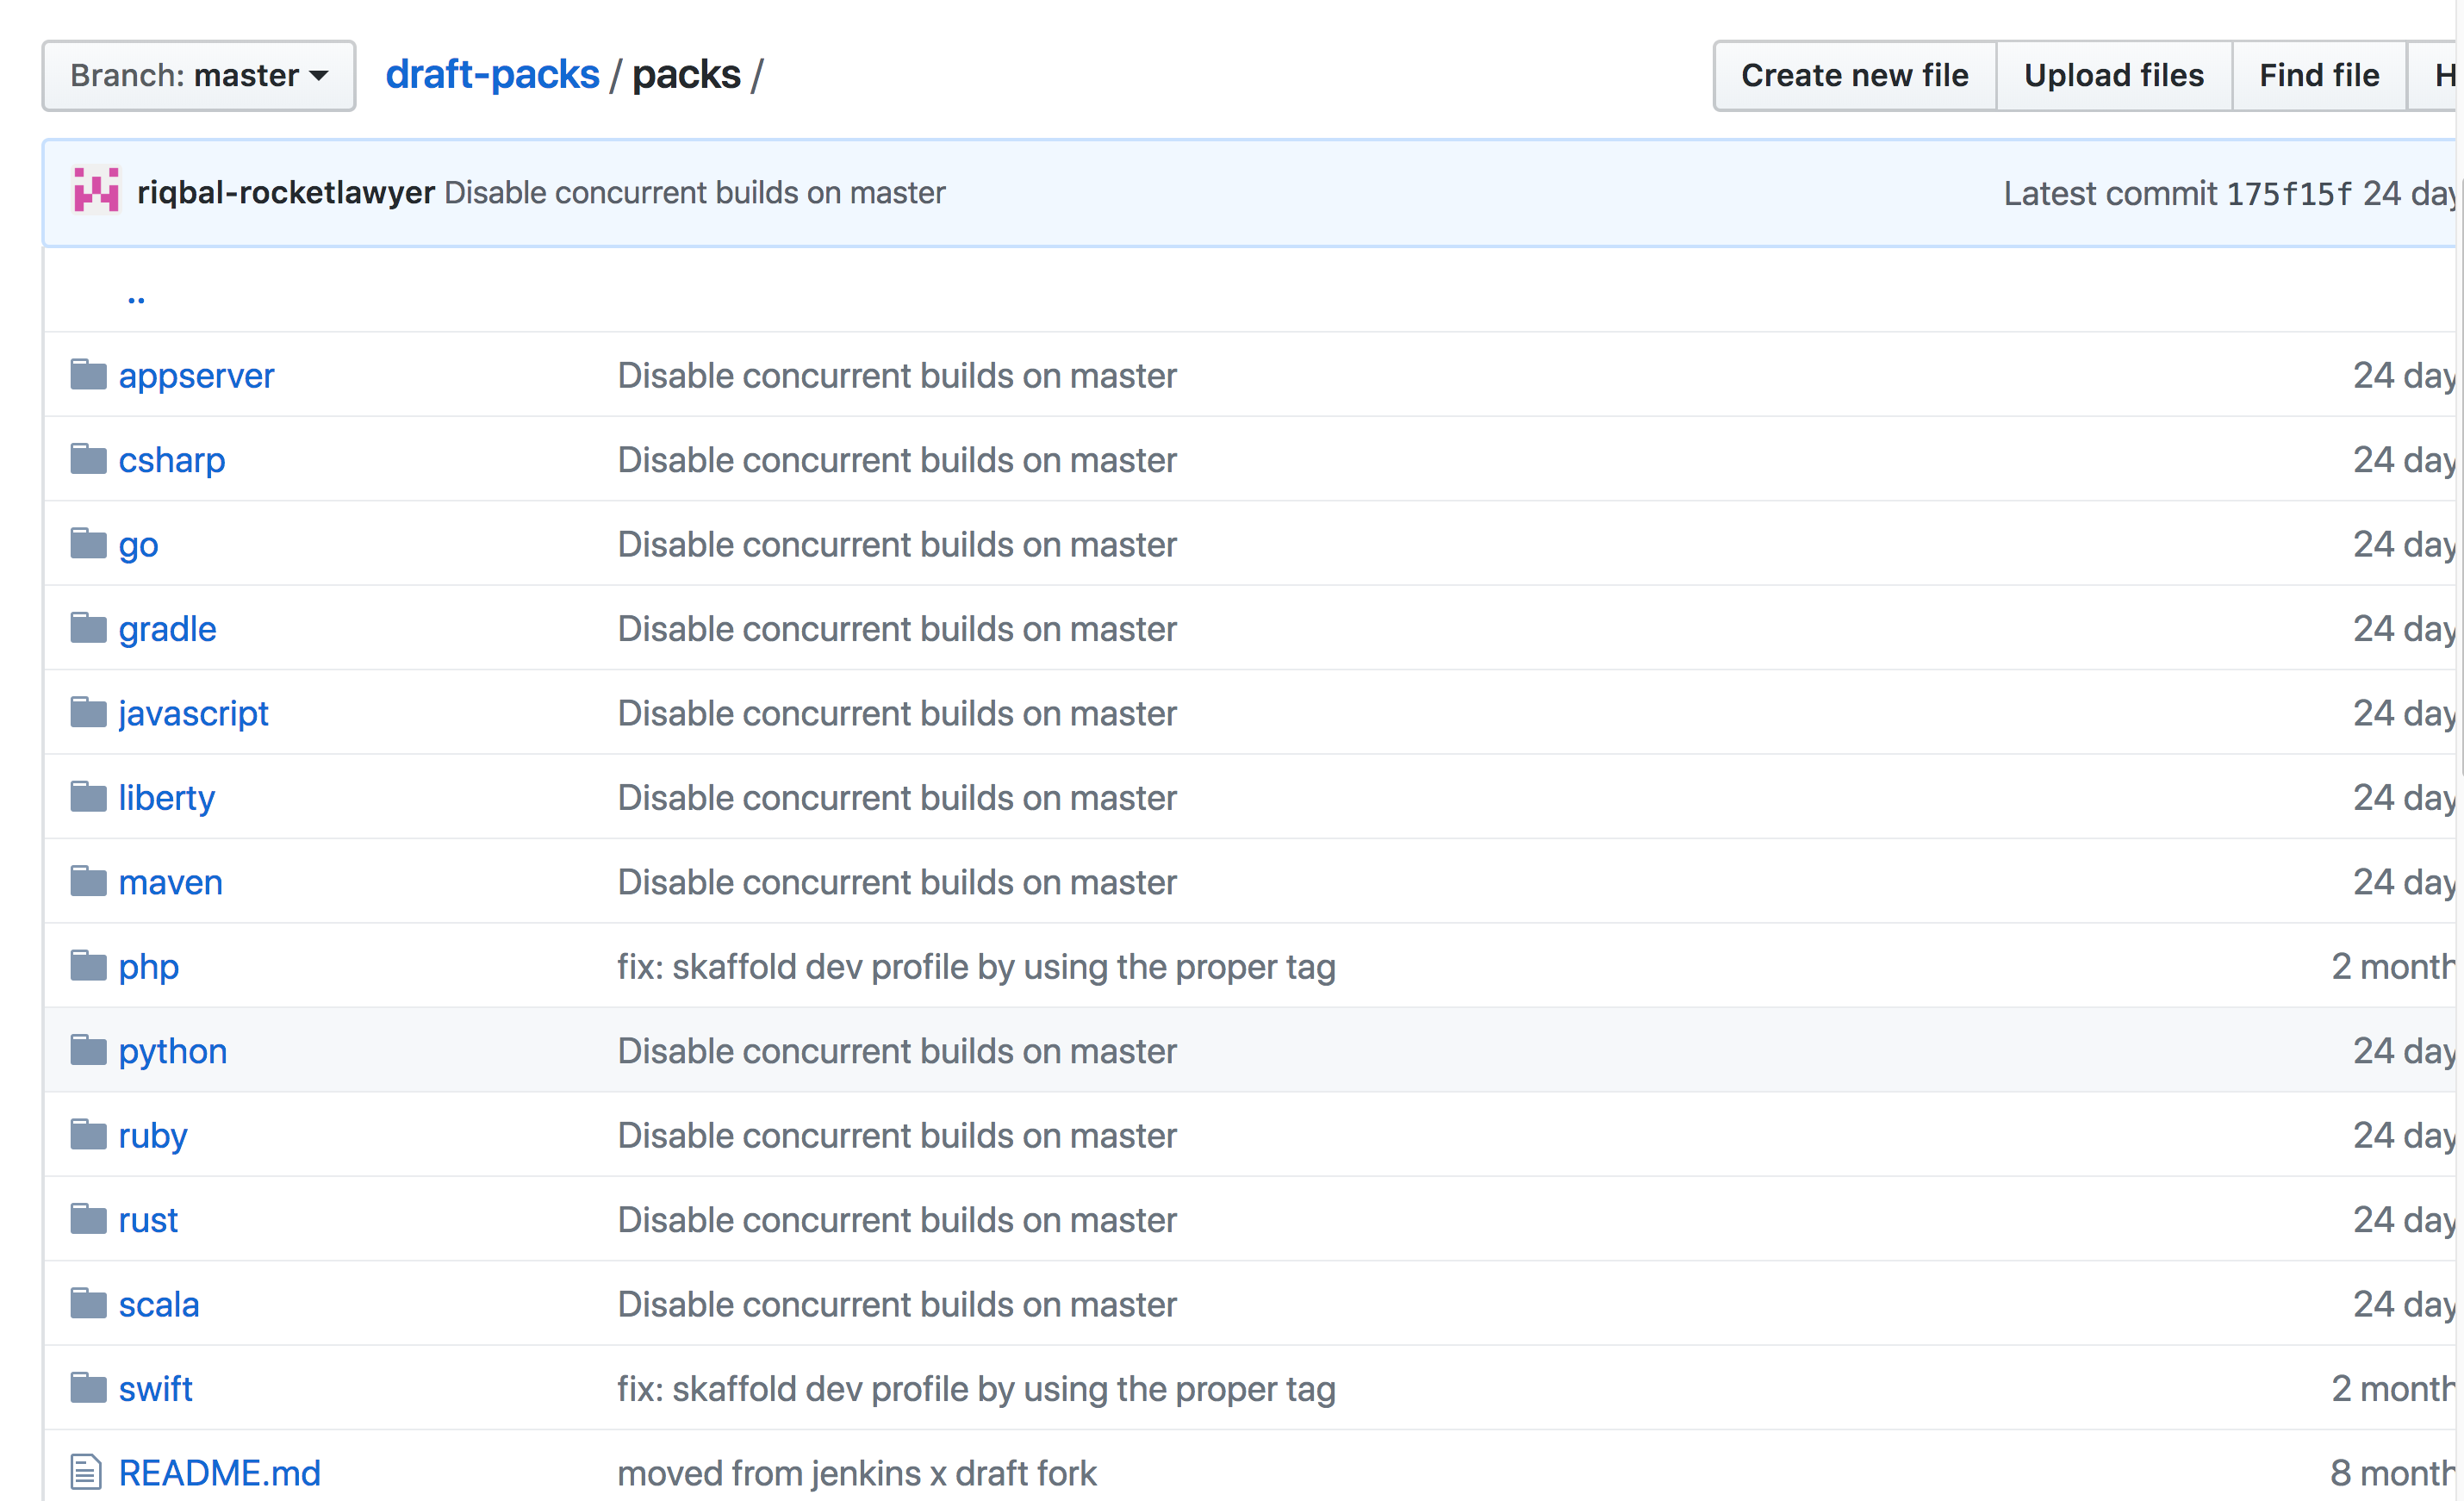 Branch: master draft-packs / packs / Create new file Upload files Find file H
riqbal-rocketlawyer Disable concurrent builds on master Latest commit 175f15f 24 day
..
appserver Disable concurrent builds on master 24 day
csharp Disable concurrent builds on master 24 day
go Disable concurrent builds on master 24 day
gradle Disable concurrent builds on master 24 day
javascript Disable concurrent builds on master 24 day
liberty Disable concurrent builds on master 24 day
maven Disable concurrent builds on master 24 day
php fix: skaffold dev profile by using the proper tag 2 month
python Disable concurrent builds on master 24 day
ruby Disable concurrent builds on master 24 day
rust Disable concurrent builds on master 24 day
scala Disable concurrent builds on master 24 day
swift fix: skaffold dev profile by using the proper tag 2 month
README.md moved from jenkins x draft fork 8 month